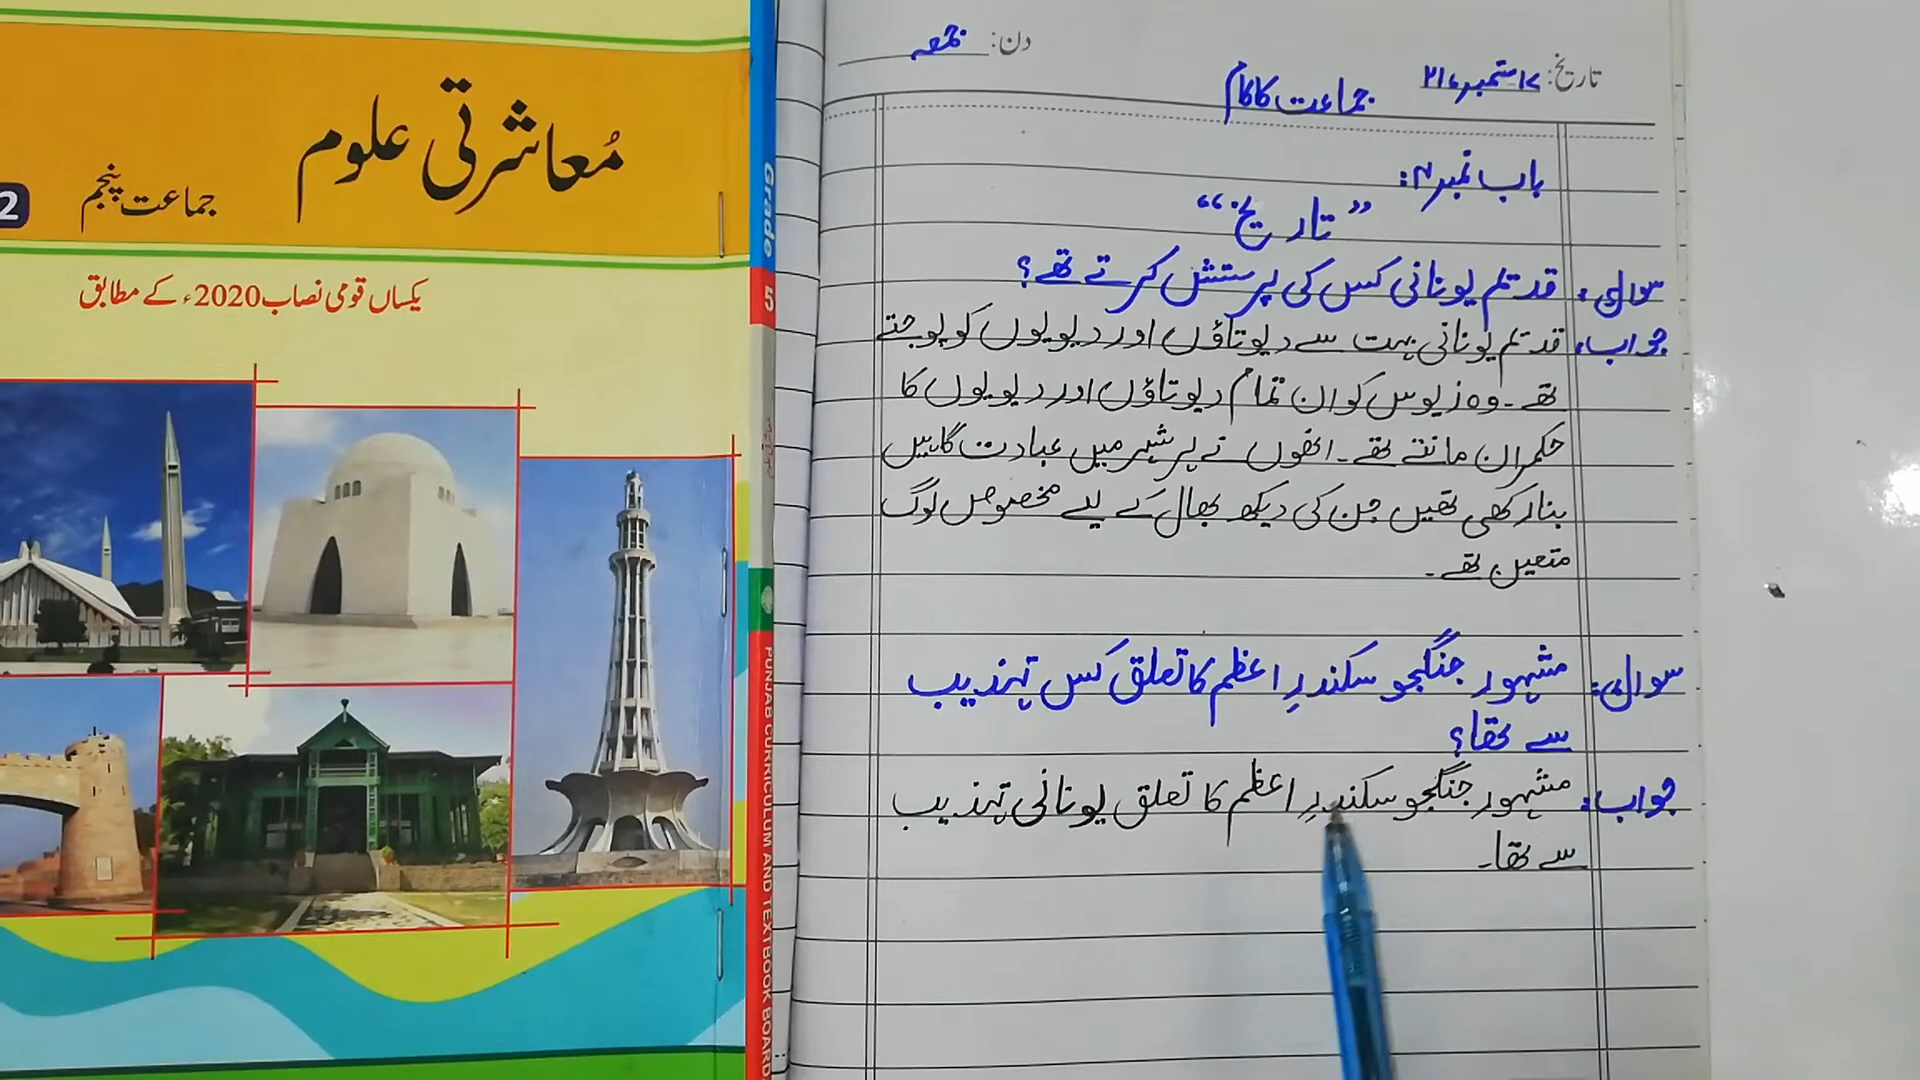 مُعاشرتی علوم
جماعت پنجم
2
یکساں قومی نصاب 2020ء کے مطابق
Grade 5
PUNJAB CURRICULUM AND TEXTBOOK BOARD
تاریخ: ۱۷ ستمبر ۲۱ء
دن: جمعہ
جماعت کا کام
باب نمبر ۳:
”تاریخ“
سوال: قدیم یونانی کس کی پرستش کرتے تھے؟
جواب: قدیم یونانی بہت سے دیوتاؤں اور دیویوں کو پوجتے
تھے۔ وہ زیوس کو ان تمام دیوتاؤں اور دیویوں کا
حکمران مانتے تھے۔ انھوں نے ہر شہر میں عبادت گاہیں
بنا رکھی تھیں جن کی دیکھ بھال کے لیے مخصوص لوگ
متعین تھے۔
سوال: مشہور جنگجو سکندرِ اعظم کا تعلق کس تہذیب
سے تھا؟
جواب: مشہور جنگجو سکندرِ اعظم کا تعلق یونانی تہذیب
سے تھا۔